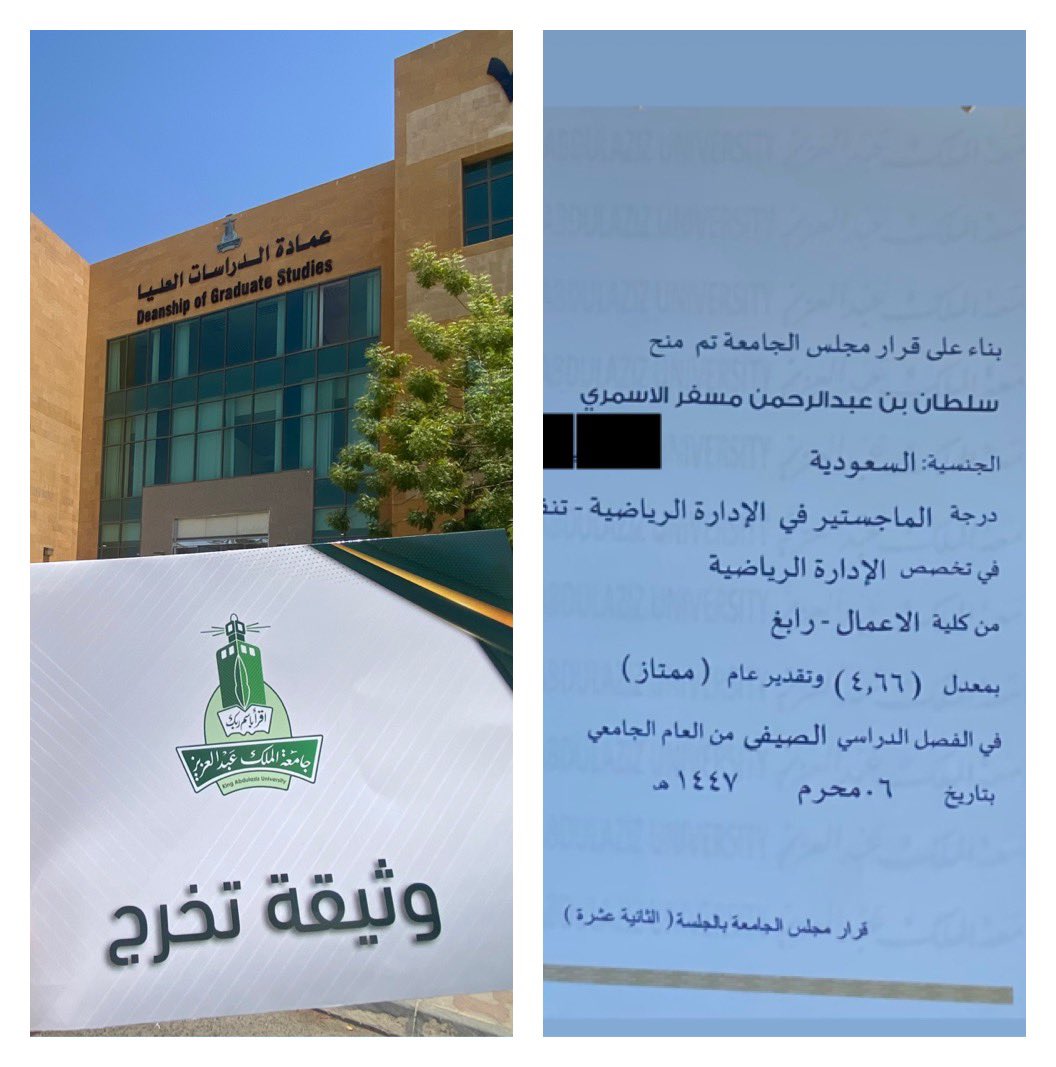 عمادة الدراسات العليا
Deanship of Graduate Studies
اقرأ باسم ربك
جامعة الملك عبدالعزيز
King Abdulaziz University
وثيقة تخرج
بناء على قرار مجلس الجامعة تم منح
سلطان بن عبدالرحمن مسفر الاسمري
الجنسية: السعودية
درجة الماجستير في الإدارة الرياضية - تنف
في تخصص الإدارة الرياضية
من كلية الاعمال - رابغ
بمعدل (٤,٦٦) وتقدير عام (ممتاز)
في الفصل الدراسي الصيفي من العام الجامعي
بتاريخ ٠٦ محرم ١٤٤٧ هـ
قرار مجلس الجامعة بالجلسة (الثانية عشرة)